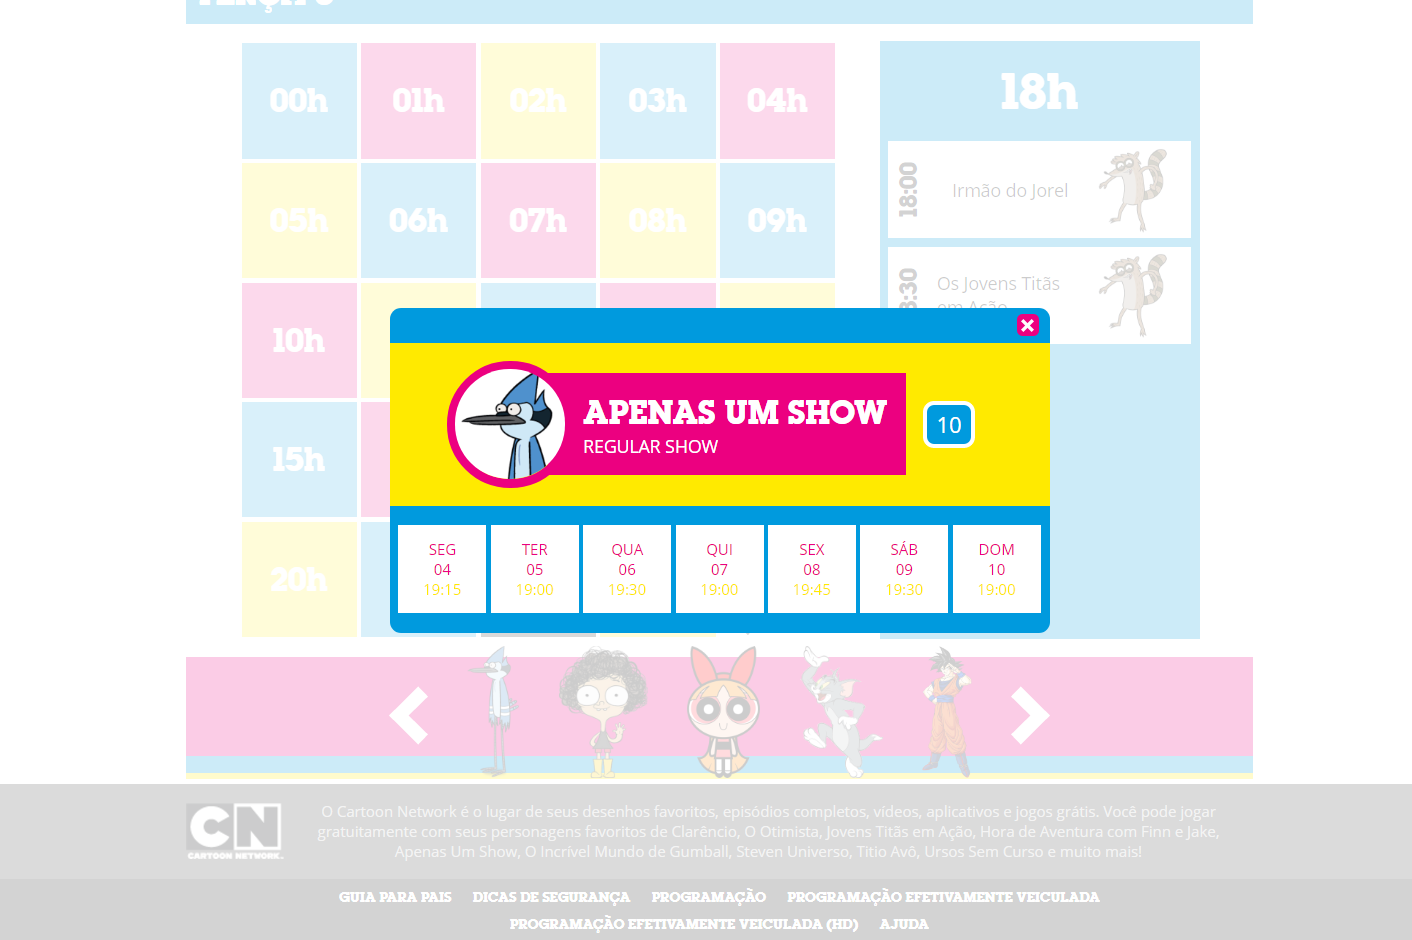 00h 01h 02h 03h 04h
18h
18:00 Irmão do Jorel
05h 06h 07h 08h 09h
Os Jovens Titãs
em Ação
10h
APENAS UM SHOW
REGULAR SHOW
10
15h
SEG TER QUA QUI SEX SÁB DOM
04 05 06 07 08 09 10
19:15 19:00 19:30 19:00 19:45 19:30 19:00
20h
CN
CARTOON NETWORK
O Cartoon Network é o lugar de seus desenhos favoritos, episódios completos, vídeos, aplicativos e jogos grátis. Você pode jogar
gratuitamente com seus personagens favoritos de Clarêncio, O Otimista, Jovens Titãs em Ação, Hora de Aventura com Finn e Jake,
Apenas Um Show, O Incrível Mundo de Gumball, Steven Universo, Titio Avô, Ursos Sem Curso e muito mais!
GUIA PARA PAIS DICAS DE SEGURANÇA PROGRAMAÇÃO PROGRAMAÇÃO EFETIVAMENTE VEICULADA
PROGRAMAÇÃO EFETIVAMENTE VEICULADA (HD) AJUDA